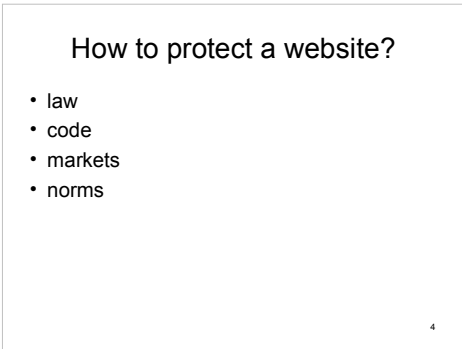 How to protect a website?
• law
• code
• markets
• norms
4